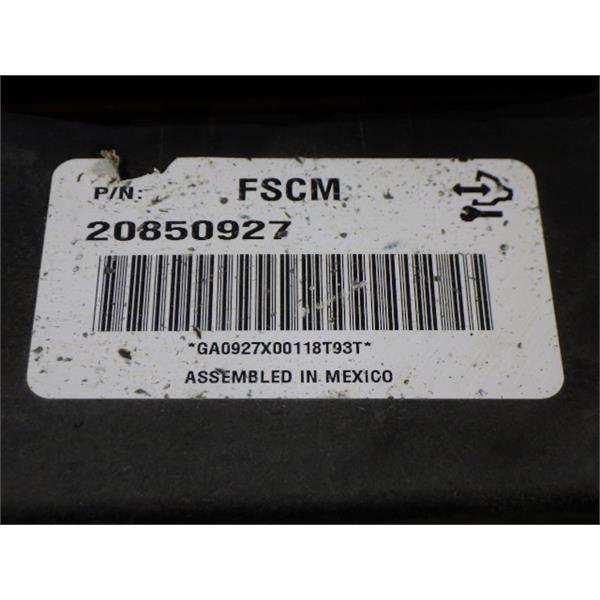 P/N: FSCM
20850927
*GA0927X00118T93T*
ASSEMBLED IN MEXICO